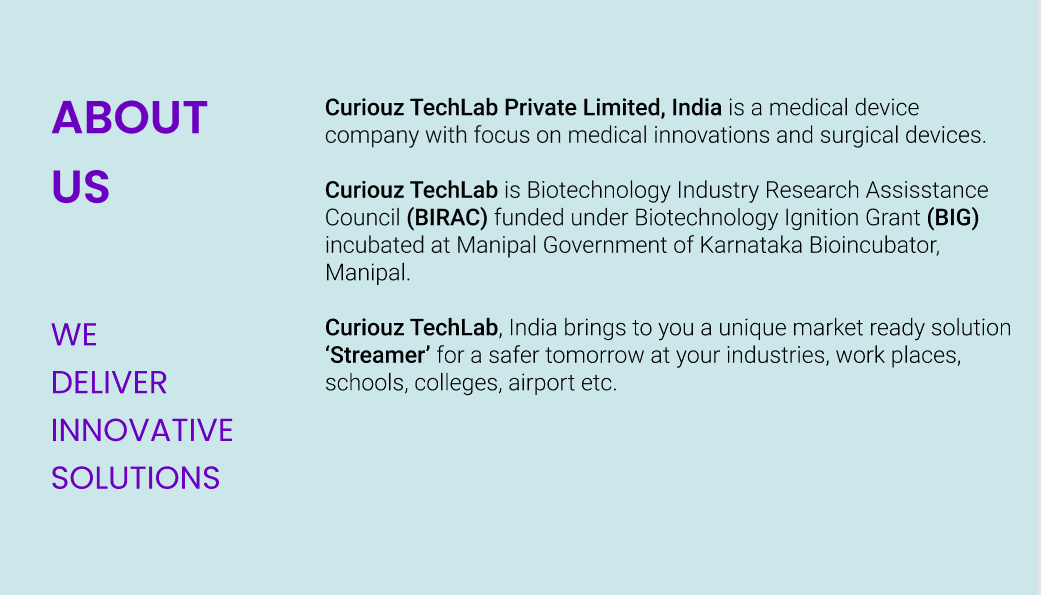 ABOUT
US
WE
DELIVER
INNOVATIVE
SOLUTIONS
Curiouz TechLab Private Limited, India is a medical device
company with focus on medical innovations and surgical devices.
Curiouz TechLab is Biotechnology Industry Research Assisstance
Council (BIRAC) funded under Biotechnology Ignition Grant (BIG)
incubated at Manipal Government of Karnataka Bioincubator,
Manipal.
Curiouz TechLab, India brings to you a unique market ready solution
‘Streamer’ for a safer tomorrow at your industries, work places,
schools, colleges, airport etc.